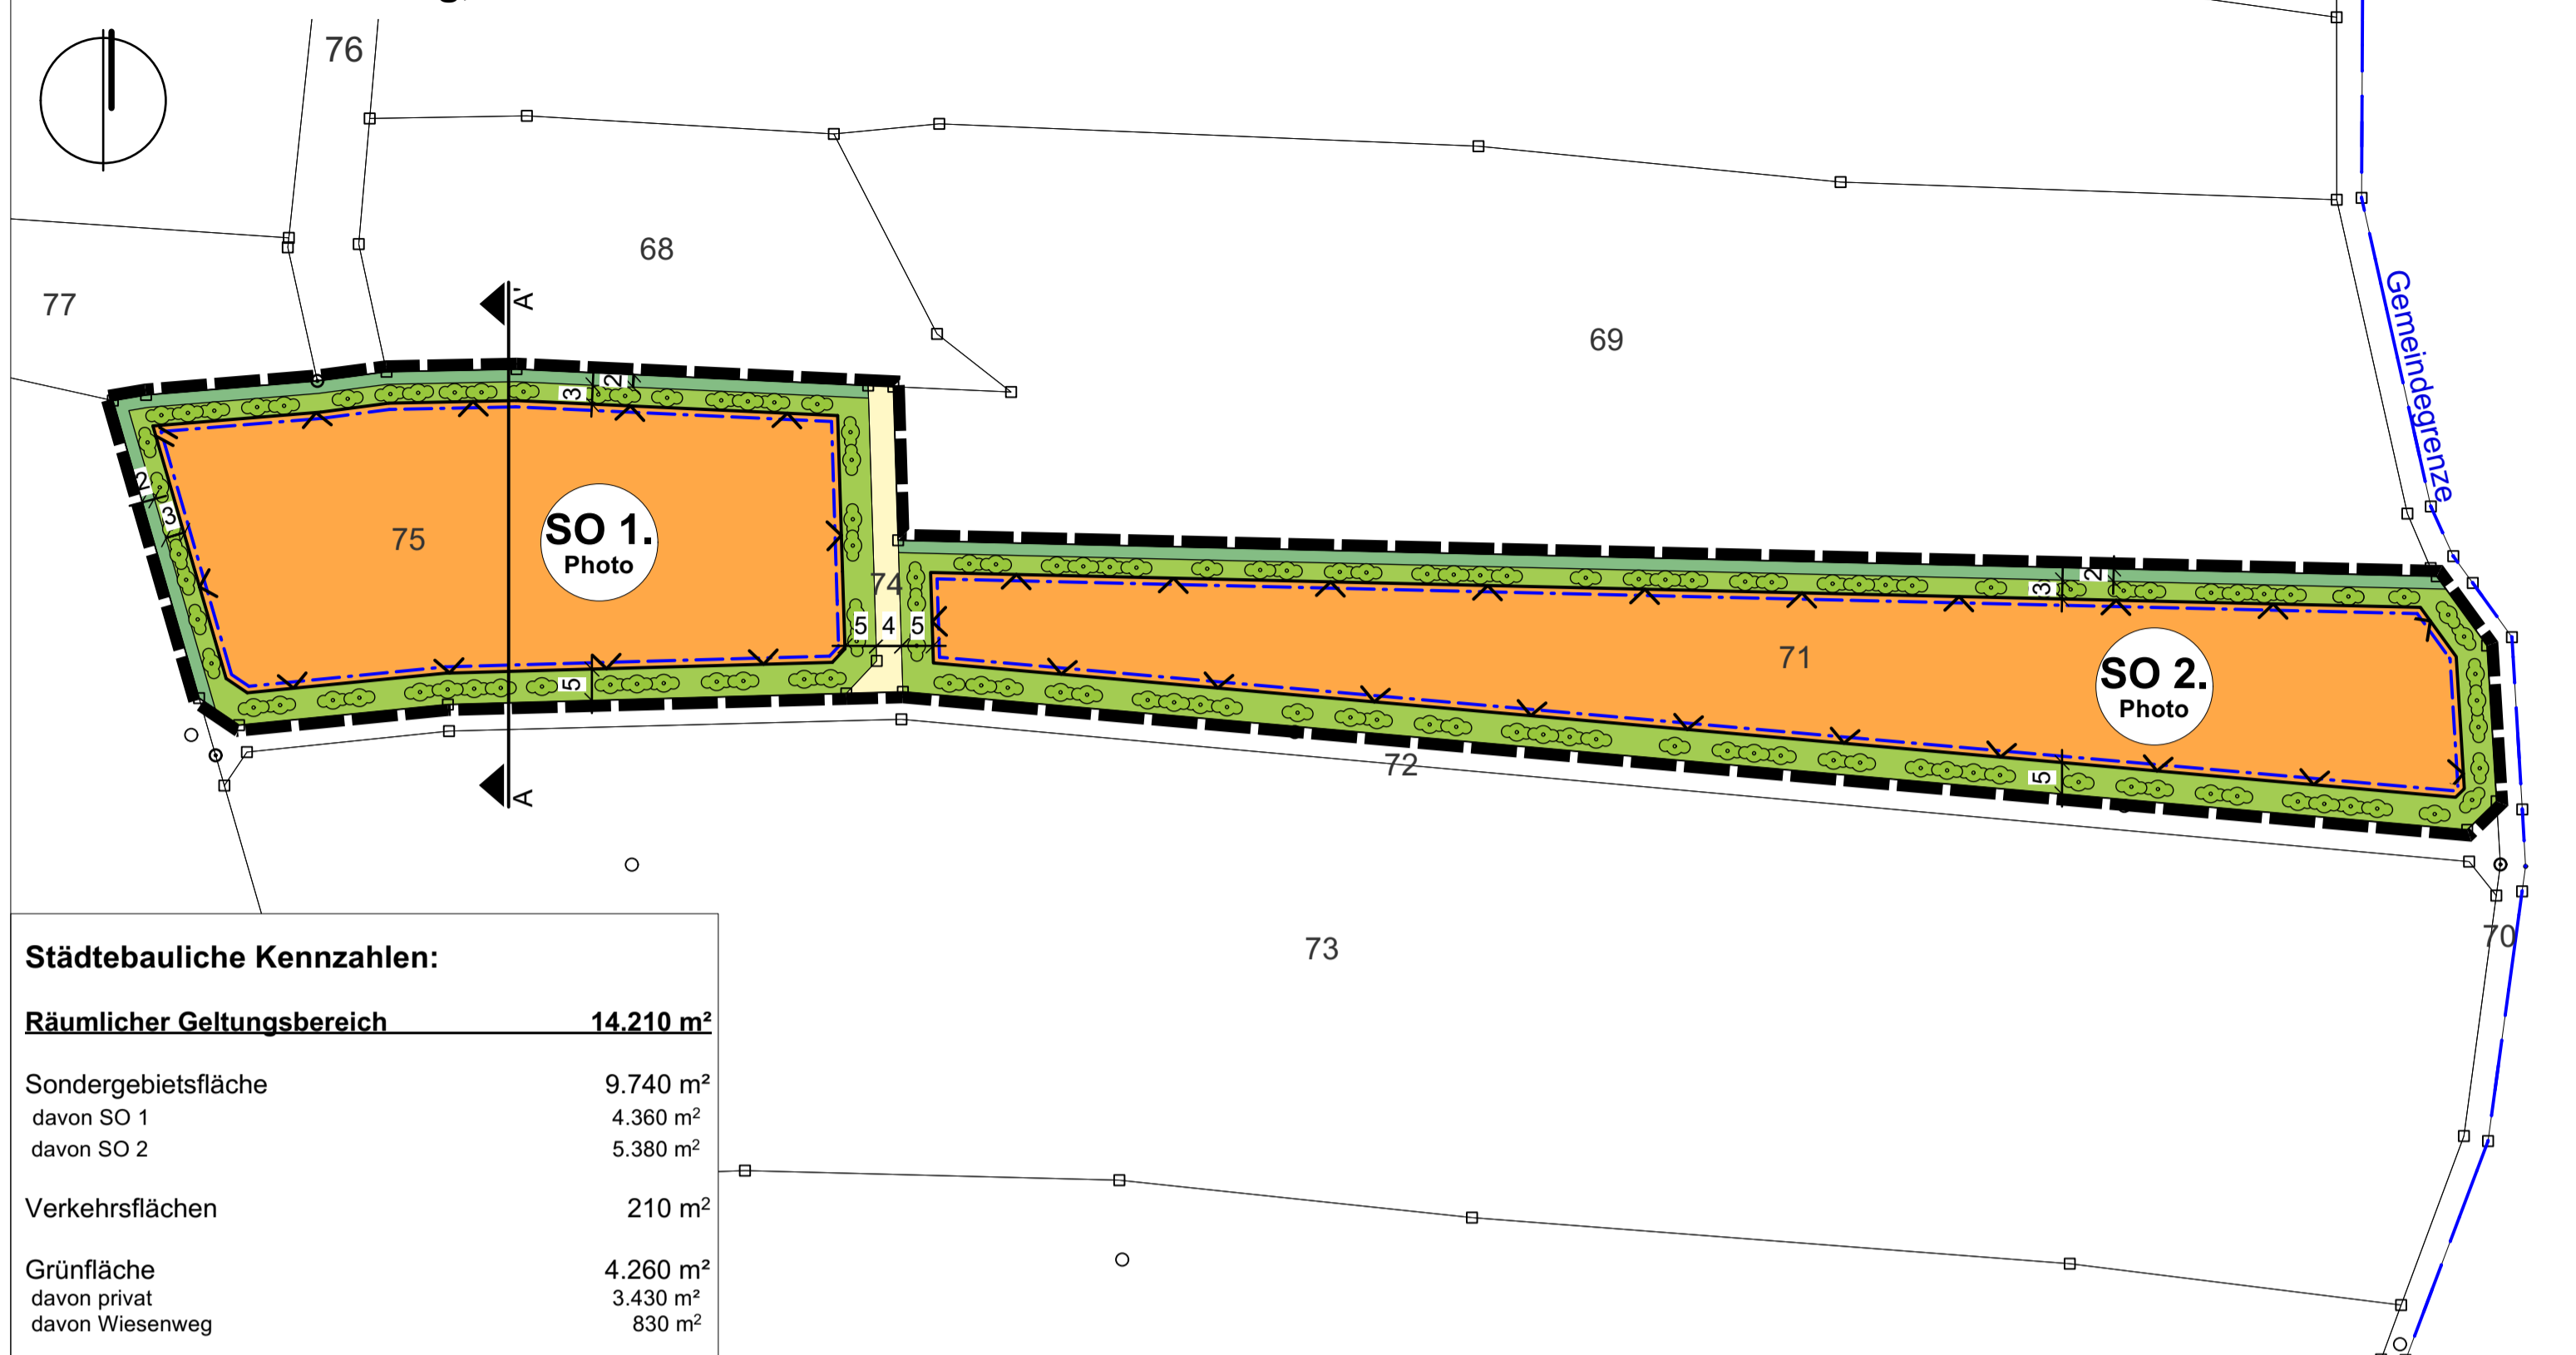 76
68
77
69
Gemeindegrenze
A'
2
3
2
3
75
SO 1.
Photo
74
5
4
5
3
2
71
SO 2.
Photo
5
5
72
A
73
70
Städtebauliche Kennzahlen:
Räumlicher Geltungsbereich 14.210 m²
Sondergebietsfläche 9.740 m²
davon SO 1 4.360 m²
davon SO 2 5.380 m²
Verkehrsflächen 210 m²
Grünfläche 4.260 m²
davon privat 3.430 m²
davon Wiesenweg 830 m²